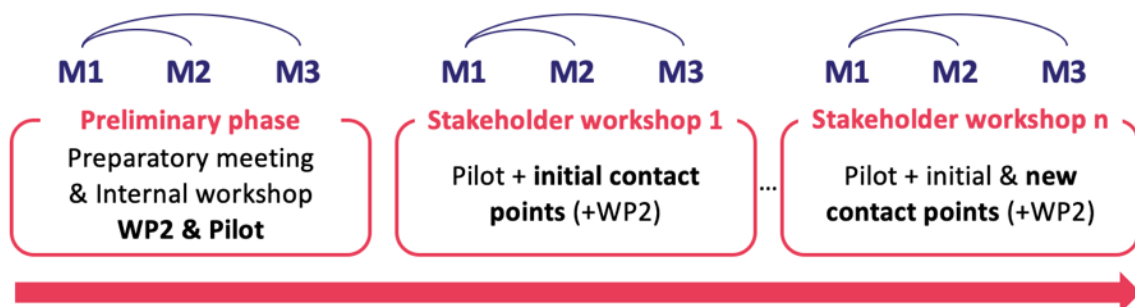 M1 M2 M3 M1 M2 M3 M1 M2 M3
Preliminary phase
Preparatory meeting
& Internal workshop
WP2 & Pilot
Stakeholder workshop 1
Pilot + initial contact
points (+WP2)
...
Stakeholder workshop n
Pilot + initial & new
contact points (+WP2)